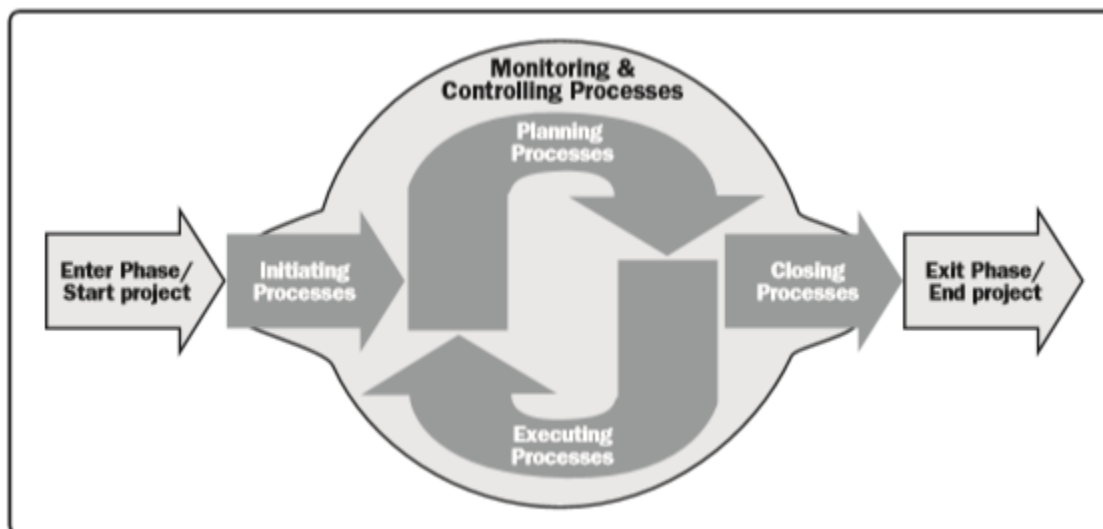 Monitoring &
Controlling Processes
Planning
Processes
Enter Phase/
Start project
Initiating
Processes
Closing
Processes
Exit Phase/
End project
Executing
Processes